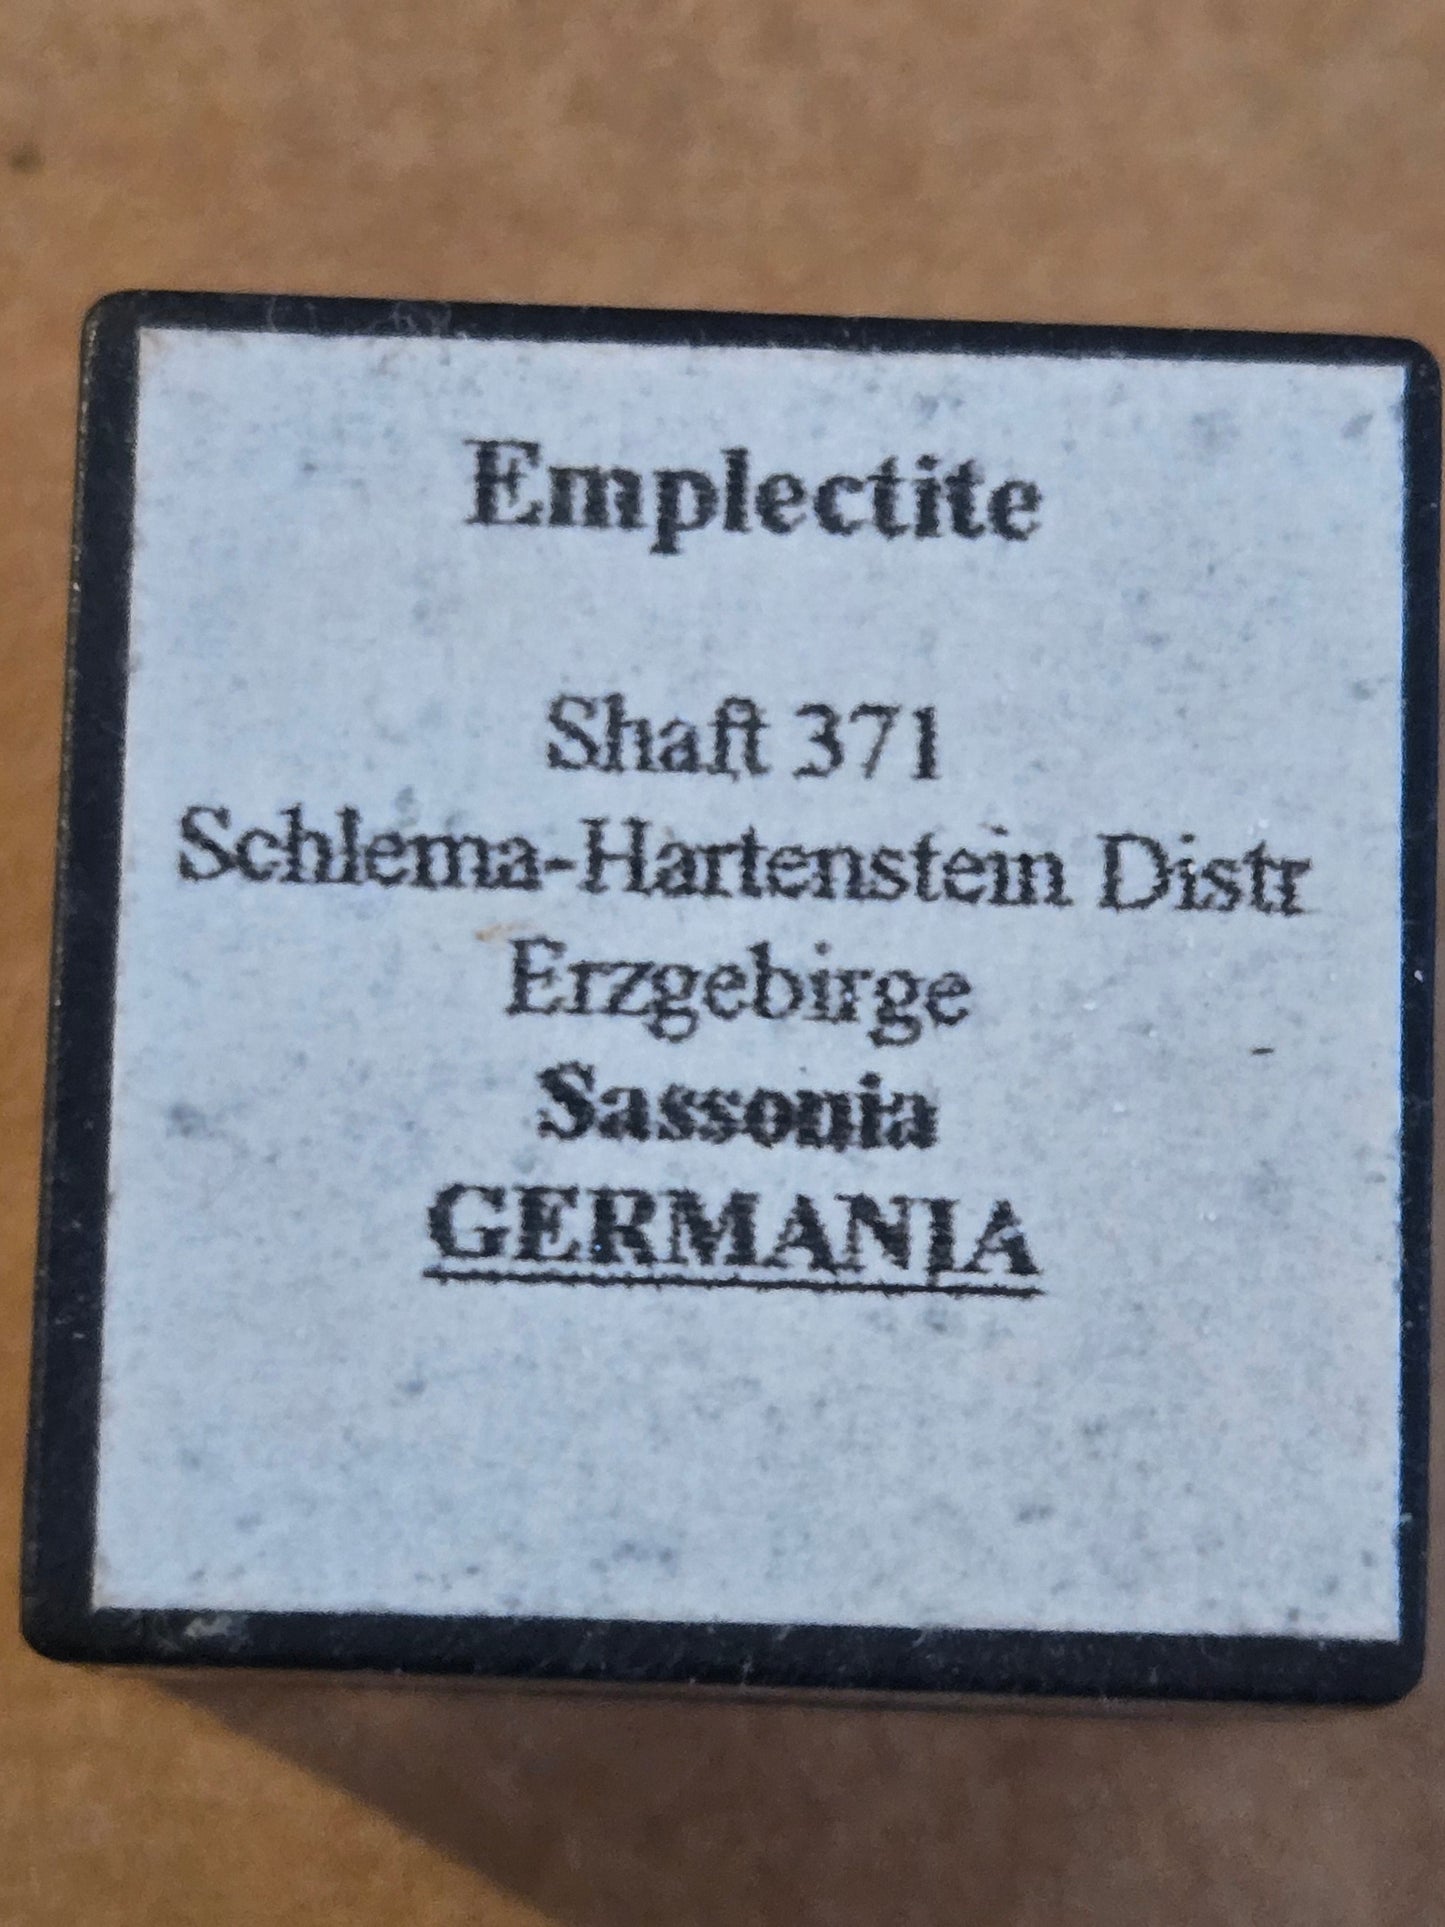 Emplectite
Shaft 371
Schlema-Hartenstein Distr
Erzgebirge
Sassonia
GERMANIA